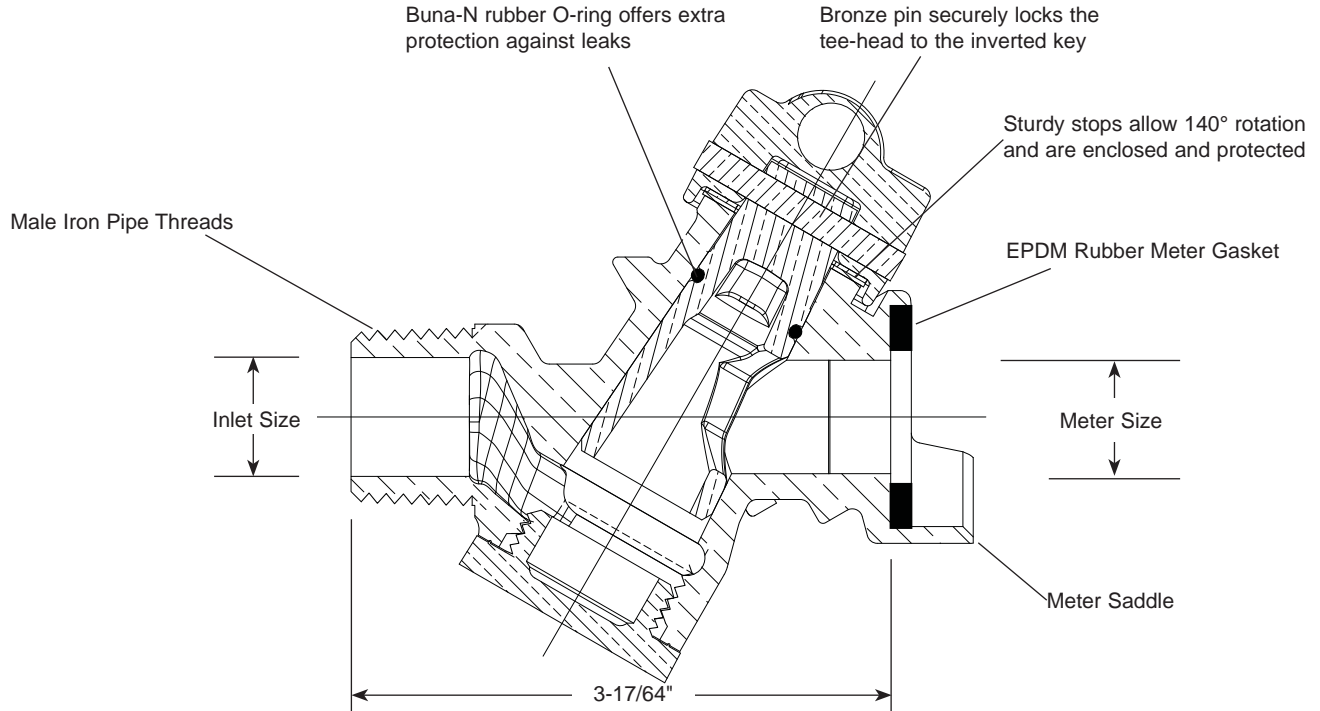 Buna-N rubber O-ring offers extra
protection against leaks
Bronze pin securely locks the
tee-head to the inverted key
Sturdy stops allow 140° rotation
and are enclosed and protected
Male Iron Pipe Threads
EPDM Rubber Meter Gasket
Inlet Size
Meter Size
Meter Saddle
3-17/64"